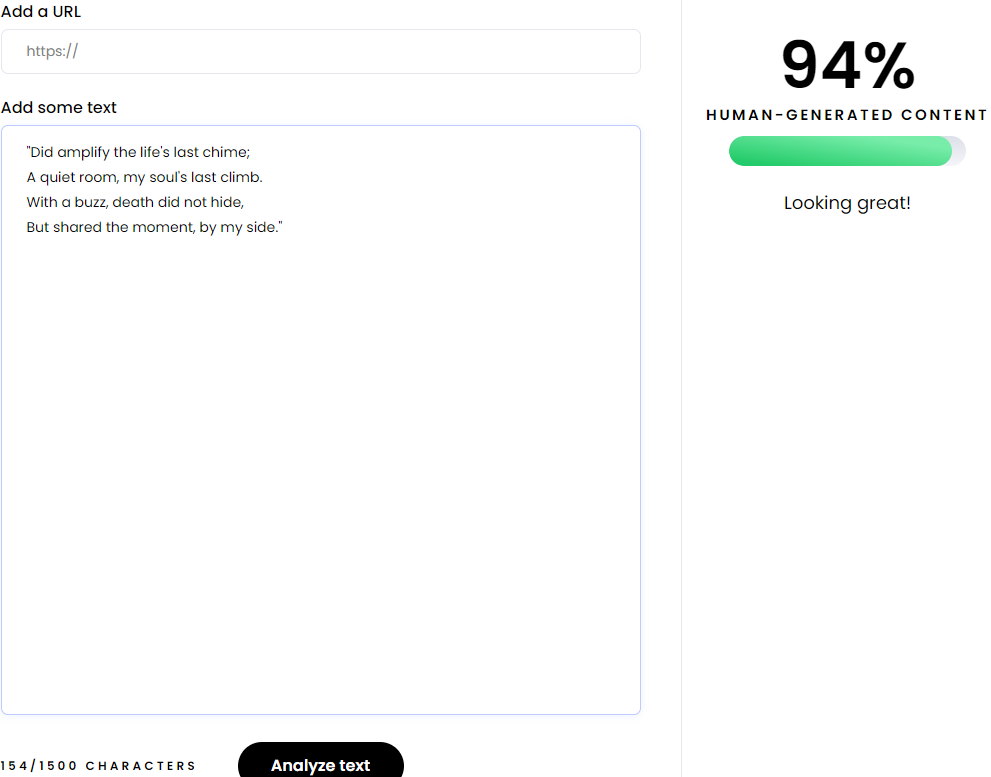 Add a URL
https://
Add some text
"Did amplify the life's last chime;
A quiet room, my soul's last climb.
With a buzz, death did not hide,
But shared the moment, by my side."
154/1500 CHARACTERS
Analyze text
94%
HUMAN-GENERATED CONTENT
Looking great!